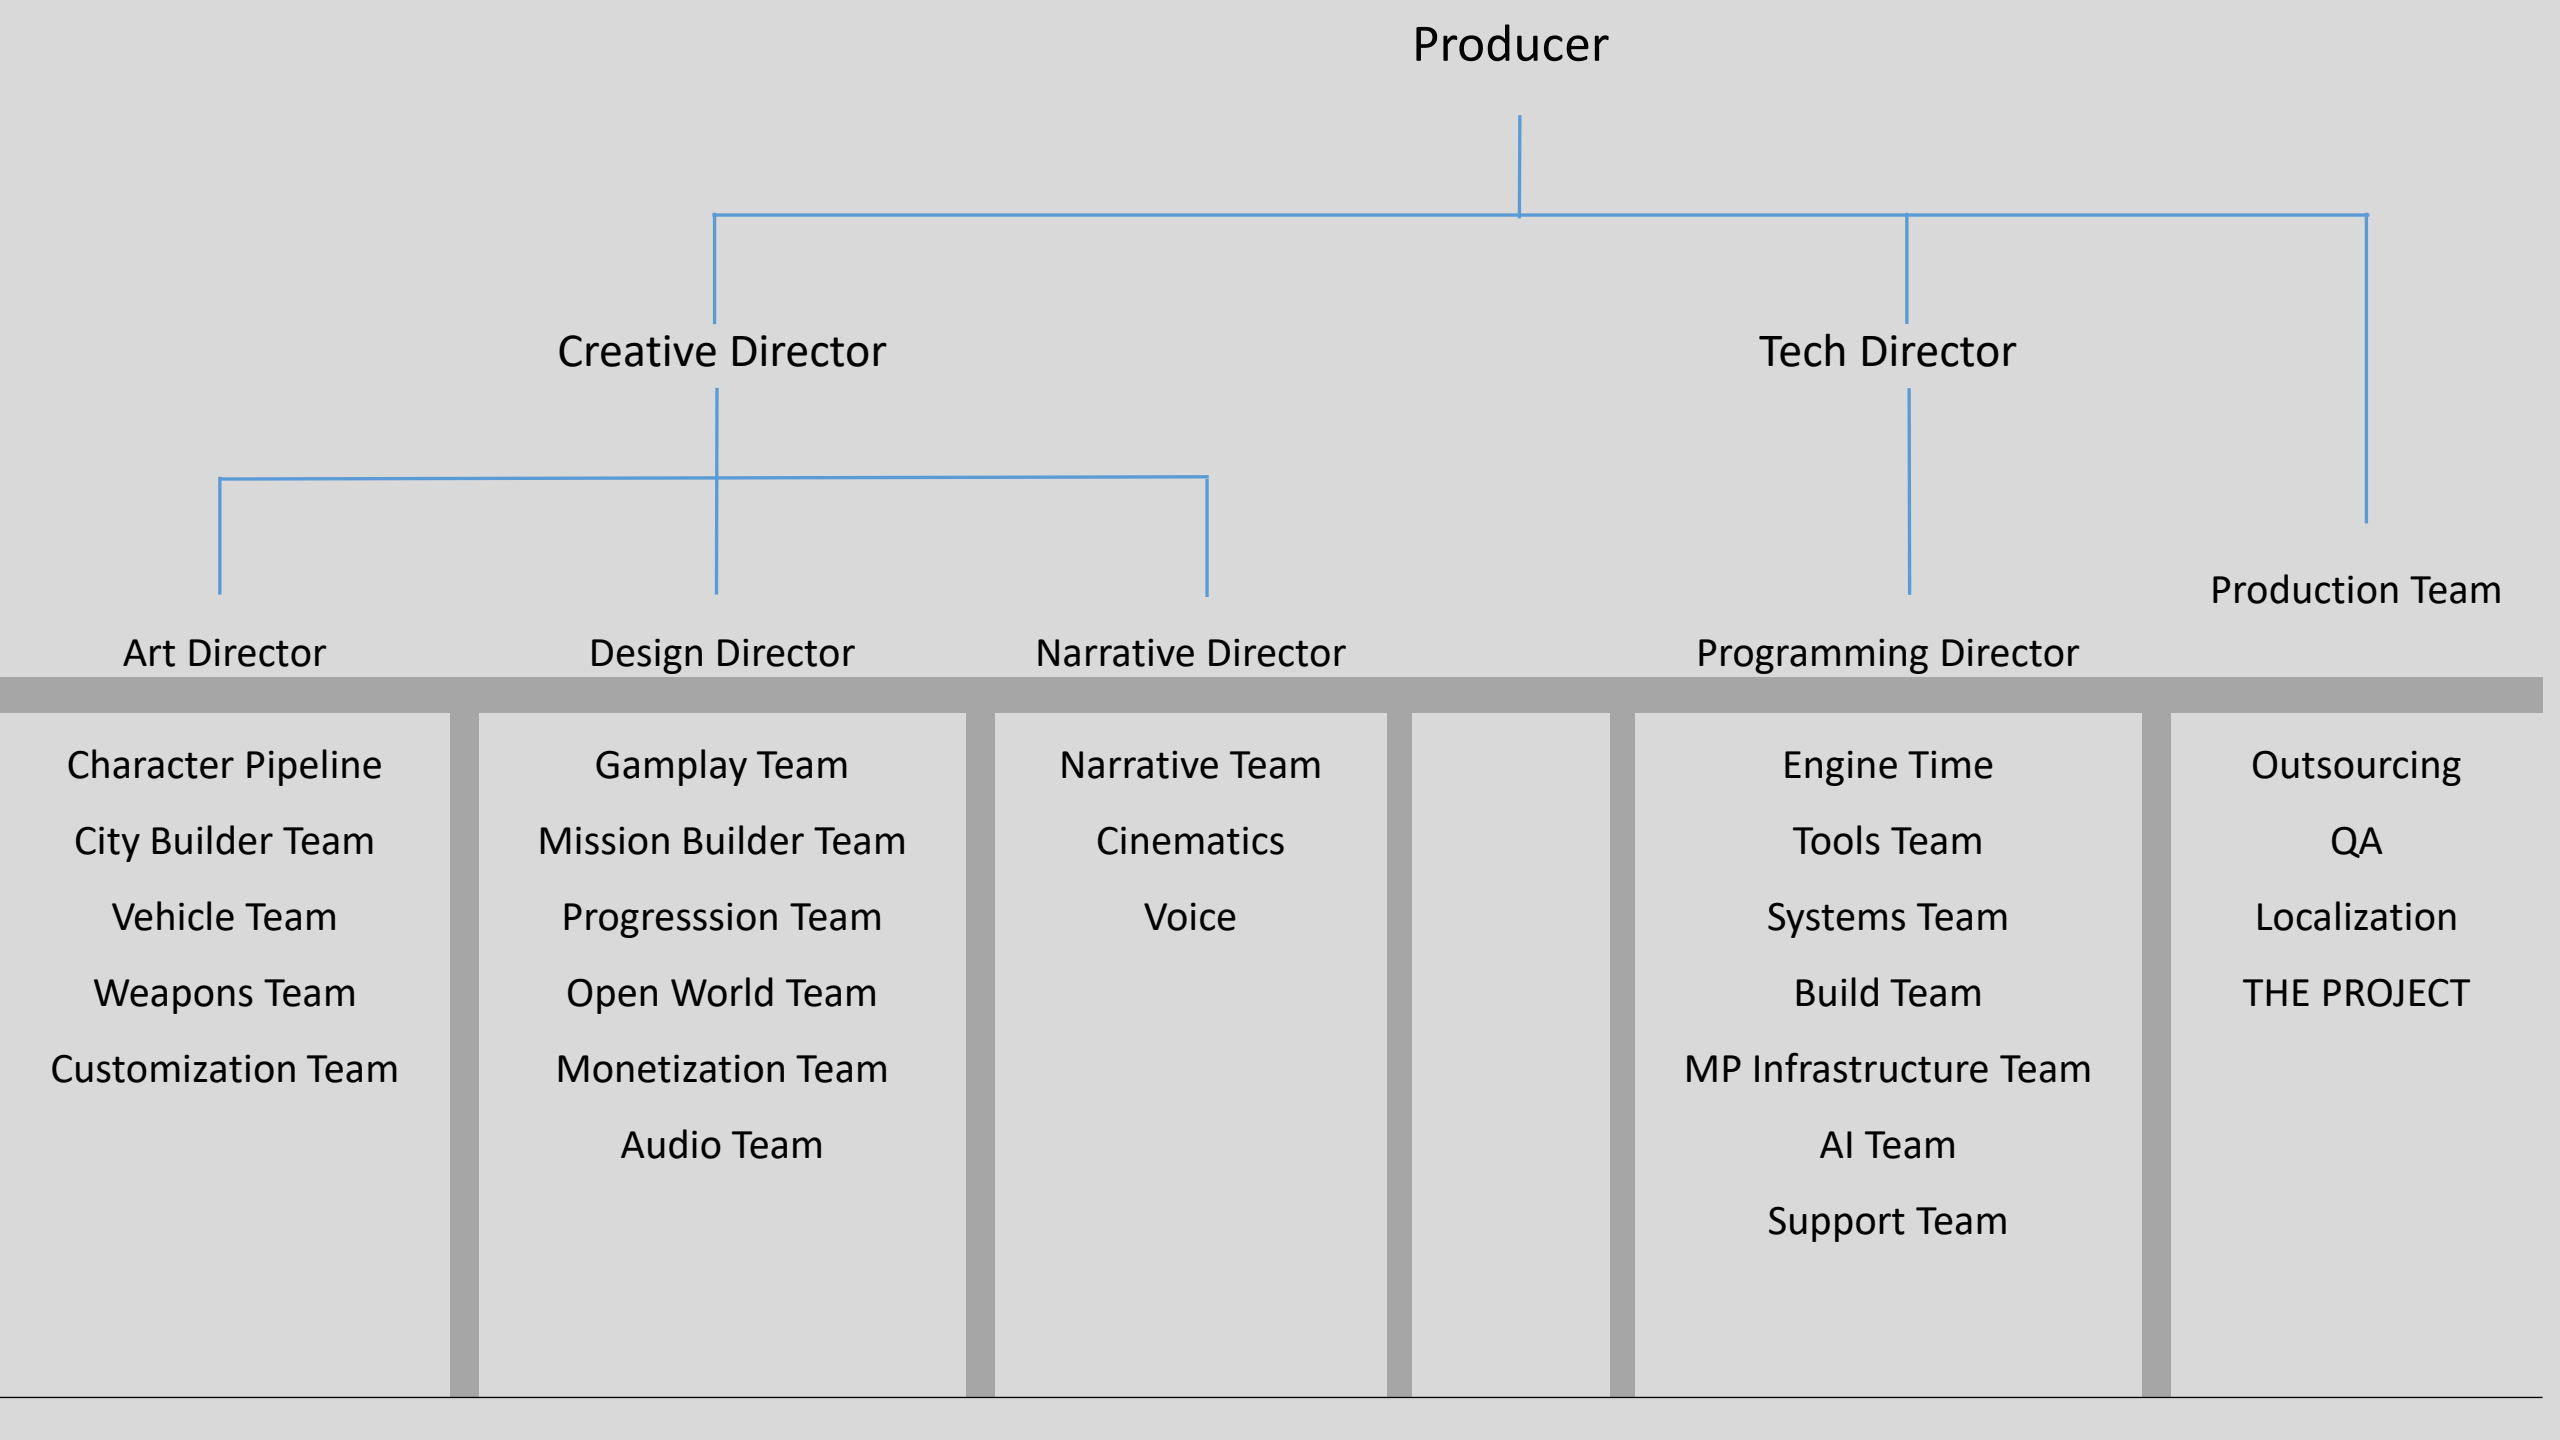 Producer
Creative Director
Tech Director
Production Team
Art Director
Design Director
Narrative Director
Programming Director
Character Pipeline
City Builder Team
Vehicle Team
Weapons Team
Customization Team
Gamplay Team
Mission Builder Team
Progresssion Team
Open World Team
Monetization Team
Audio Team
Narrative Team
Cinematics
Voice
Engine Time
Tools Team
Systems Team
Build Team
MP Infrastructure Team
AI Team
Support Team
Outsourcing
QA
Localization
THE PROJECT